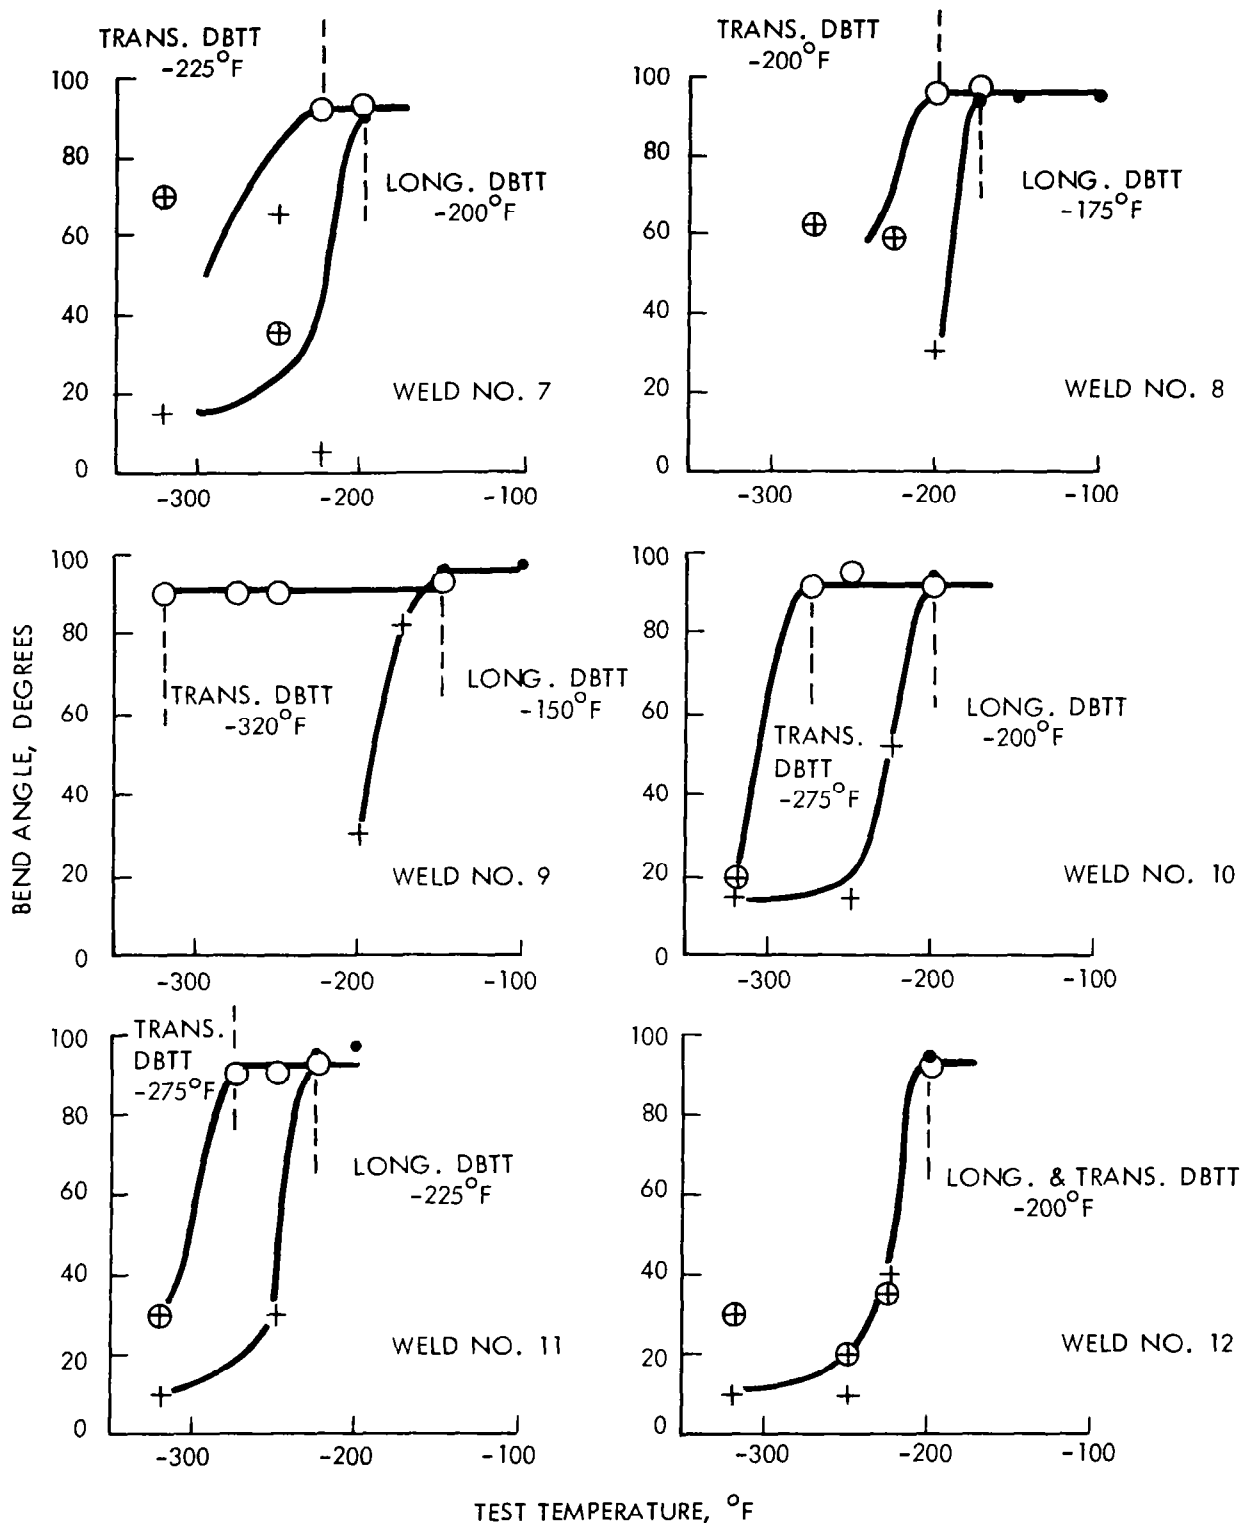 TRANS. DBTT
-225°F
100
80
60
40
20
0
-300
-200
-100
LONG. DBTT
-200°F
WELD NO. 7
TRANS. DBTT
-200°F
100
80
60
40
20
0
-300
-200
-100
LONG. DBTT
-175°F
WELD NO. 8
BEND ANGLE, DEGREES
100
80
60
40
20
0
-300
-200
-100
TRANS. DBTT
-320°F
LONG. DBTT
-150°F
WELD NO. 9
100
80
60
40
20
0
-300
-200
-100
TRANS.
DBTT
-275°F
LONG. DBTT
-200°F
WELD NO. 10
100
80
60
40
20
0
-300
-200
-100
TRANS.
DBTT
-275°F
LONG. DBTT
-225°F
WELD NO. 11
100
80
60
40
20
0
-300
-200
-100
LONG. & TRANS. DBTT
-200°F
WELD NO. 12
TEST TEMPERATURE, °F